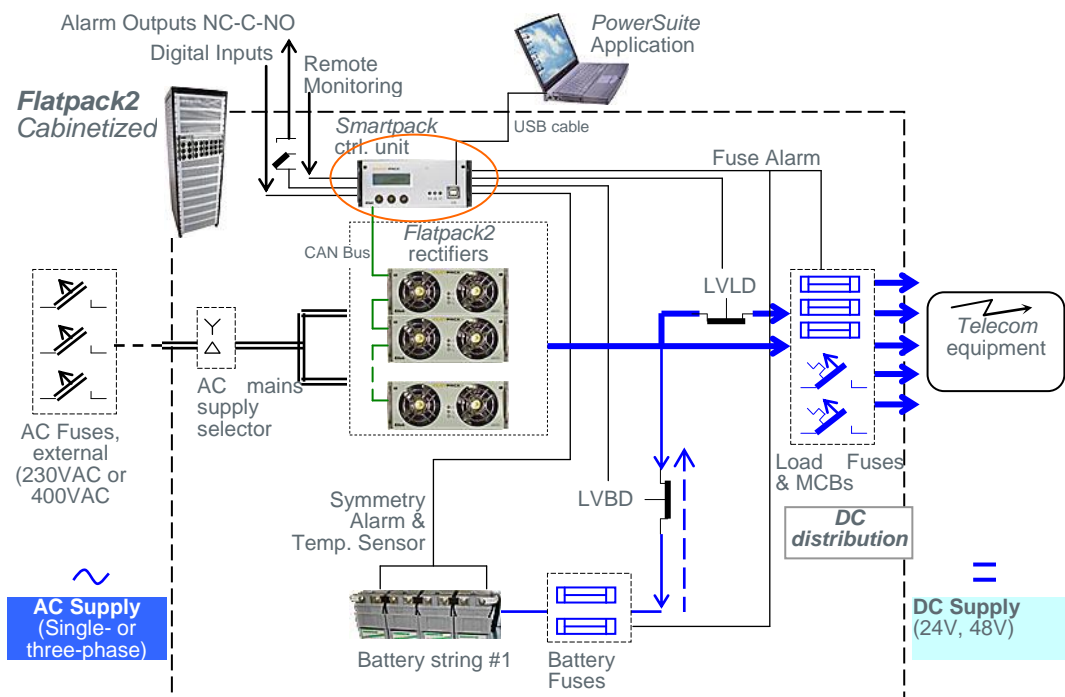 Alarm Outputs NC-C-NO
Digital Inputs
Remote
Monitoring
PowerSuite
Application
Flatpack2
Cabinetized
Smartpack
ctrl. unit
USB cable
Fuse Alarm
CAN Bus
Flatpack2
rectifiers
LVLD
Telecom
equipment
AC mains
supply
selector
AC Fuses,
external
(230VAC or
400VAC
Load Fuses
& MCBs
LVBD
Symmetry
Alarm &
Temp. Sensor
DC
distribution
AC Supply
(Single- or
three-phase)
DC Supply
(24V, 48V)
Battery string #1
Battery
Fuses